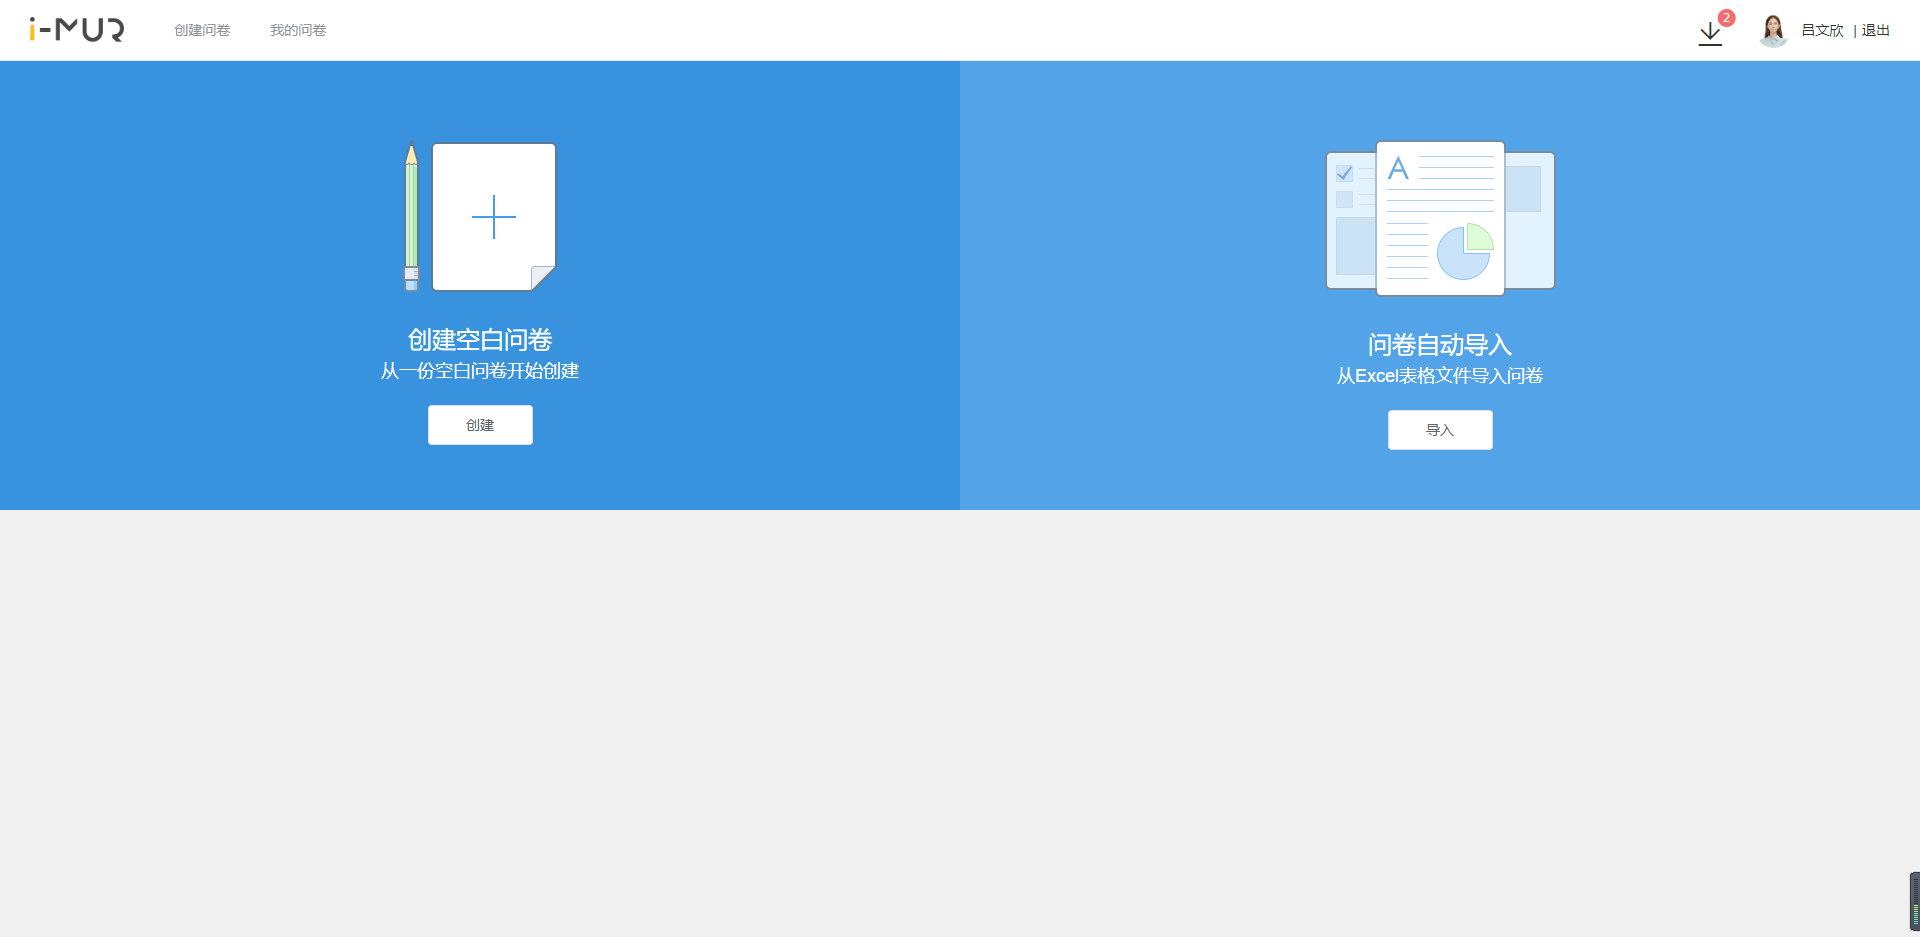 i-MUR
创建问卷
我的问卷
2
吕文欣 | 退出
A
创建空白问卷
从一份空白问卷开始创建
创建
问卷自动导入
从Excel表格文件导入问卷
导入